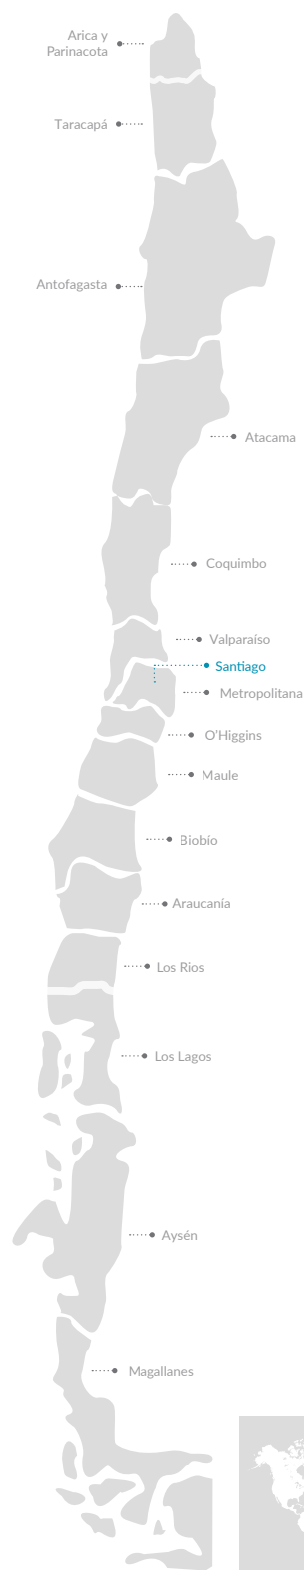 Arica y
Parinacota
Taracapá
Antofagasta
Atacama
Coquimbo
Valparaíso
Santiago
Metropolitana
O'Higgins
Maule
Biobío
Araucanía
Los Rios
Los Lagos
Aysén
Magallanes